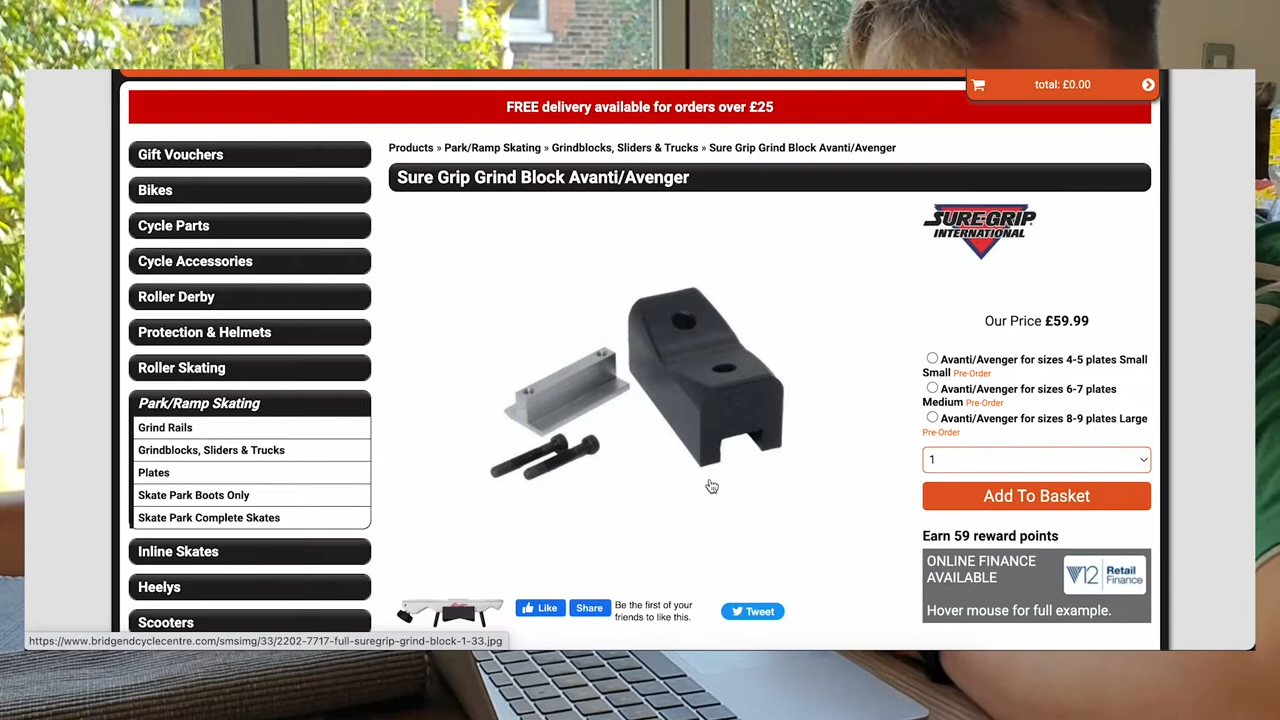 total: £0.00
FREE delivery available for orders over £25
Gift Vouchers
Bikes
Cycle Parts
Cycle Accessories
Roller Derby
Protection & Helmets
Roller Skating
Park/Ramp Skating
Grind Rails
Grindblocks, Sliders & Trucks
Plates
Skate Park Boots Only
Skate Park Complete Skates
Inline Skates
Heelys
Scooters
Products » Park/Ramp Skating » Grindblocks, Sliders & Trucks » Sure Grip Grind Block Avanti/Avenger
Sure Grip Grind Block Avanti/Avenger
SURE GRIP
INTERNATIONAL
Our Price £59.99
Avanti/Avenger for sizes 4-5 plates Small
Small Pre-Order
Avanti/Avenger for sizes 6-7 plates
Medium Pre-Order
Avanti/Avenger for sizes 8-9 plates Large
Pre-Order
1
Add To Basket
Earn 59 reward points
ONLINE FINANCE
AVAILABLE
V12 Retail
Finance
Hover mouse for full example.
Like
Share
Be the first of your
friends to like this.
Tweet
https://www.bridgendcyclecentre.com/smsimg/33/2202-7717-full-suregrip-grind-block-1-33.jpg